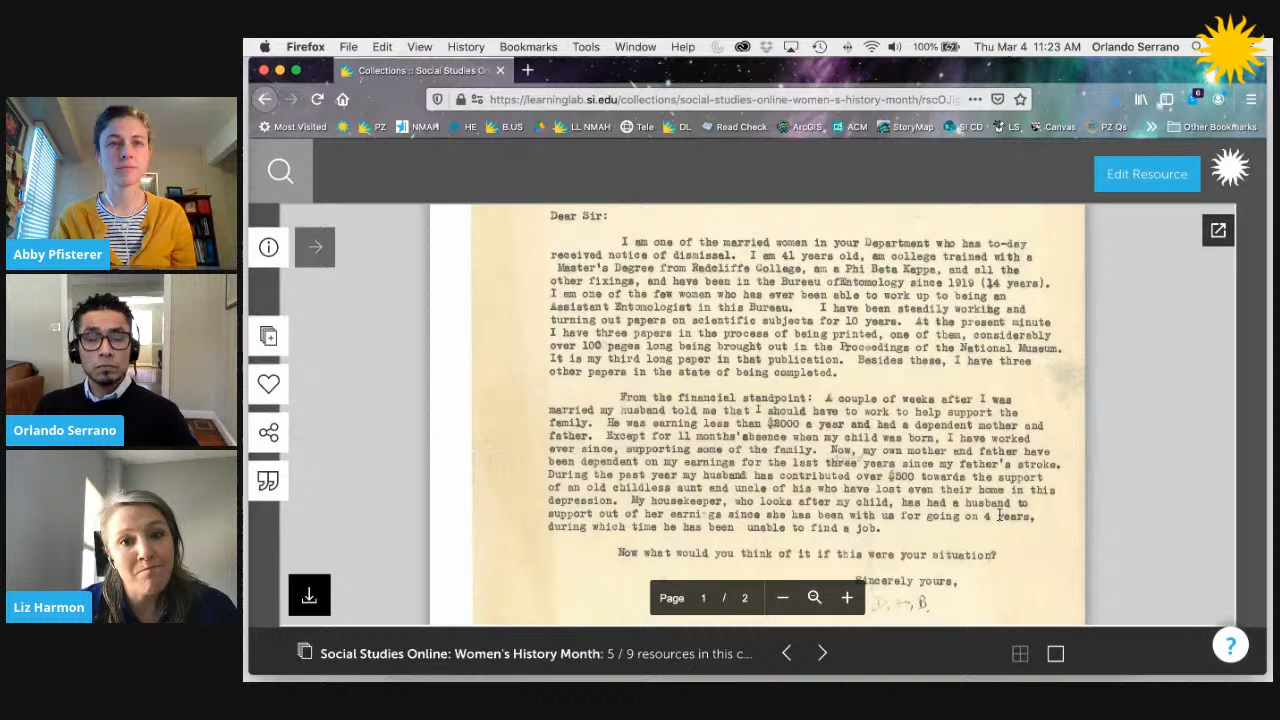 Firefox File Edit View History Bookmarks Tools Window Help 100% Thu Mar 4 11:23 AM Orlando Serrano
Collections :: Social Studies On
https://learninglab.si.edu/collections/social-studies-online-women-s-history-month/rscOJi
6
Most Visited PZ NMAH HE B.US LL NMAH Tele DL Read Check ArcGIS ACM StoryMap SI CD LS Canvas PZ Qs Other Bookmarks
Edit Resource
Abby Pfisterer
Orlando Serrano
Liz Harmon
Dear Sir:
I am one of the married women in your Department who has to-day
received notice of dismissal. I am 41 years old, am college trained with a
Master's Degree from Radcliffe College, am a Phi Beta Kappa, and all the
other fixings, and have been in the Bureau ofEntomology since 1919 (14 years).
I am one of the few women who has ever been able to work up to being an
Assistant Entomologist in this Bureau. I have been steadily working and
turning out papers on scientific subjects for 10 years. At the present minute
I have three papers in the process of being printed, one of them, considerably
over 100 pages long being brought out in the Proceedings of the National Museum.
It is my third long paper in that publication. Besides these, I have three
other papers in the state of being completed.
From the financial standpoint: A couple of weeks after I was
married my husband told me that I should have to work to help support the
family. He was earning less than $2000 a year and had a dependent mother and
father. Except for 11 months'absence when my child was born, I have worked
ever since, supporting some of the family. Now, my own mother and father have
been dependent on my earnings for the last three years since my father's stroke.
During the past year my husband has contributed over $500 towards the support
of an old childless aunt and uncle of his who have lost even their home in this
depression. My housekeeper, who looks after my child, has had a husband to
support out of her earnings since she has been with us for going on 4 years,
during which time he has been unable to find a job.
Now what would you think of it if this were your situation?
Sincerely yours,
D. H. B.
Page 1 / 2
Social Studies Online: Women's History Month: 5 / 9 resources in this c...
?